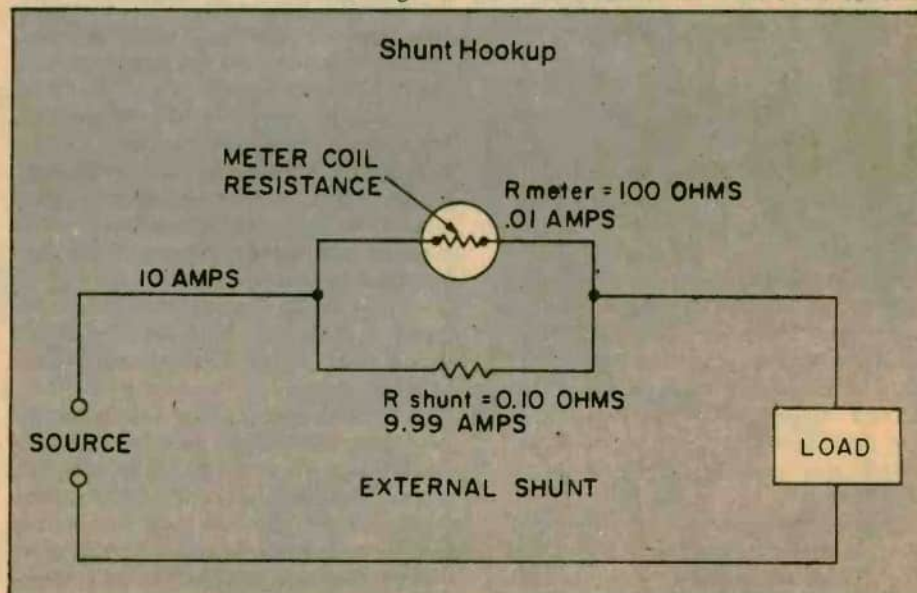 Shunt Hookup
METER COIL
RESISTANCE
R meter = 100 OHMS
.01 AMPS
10 AMPS
R shunt = 0.10 OHMS
9.99 AMPS
SOURCE
LOAD
EXTERNAL SHUNT